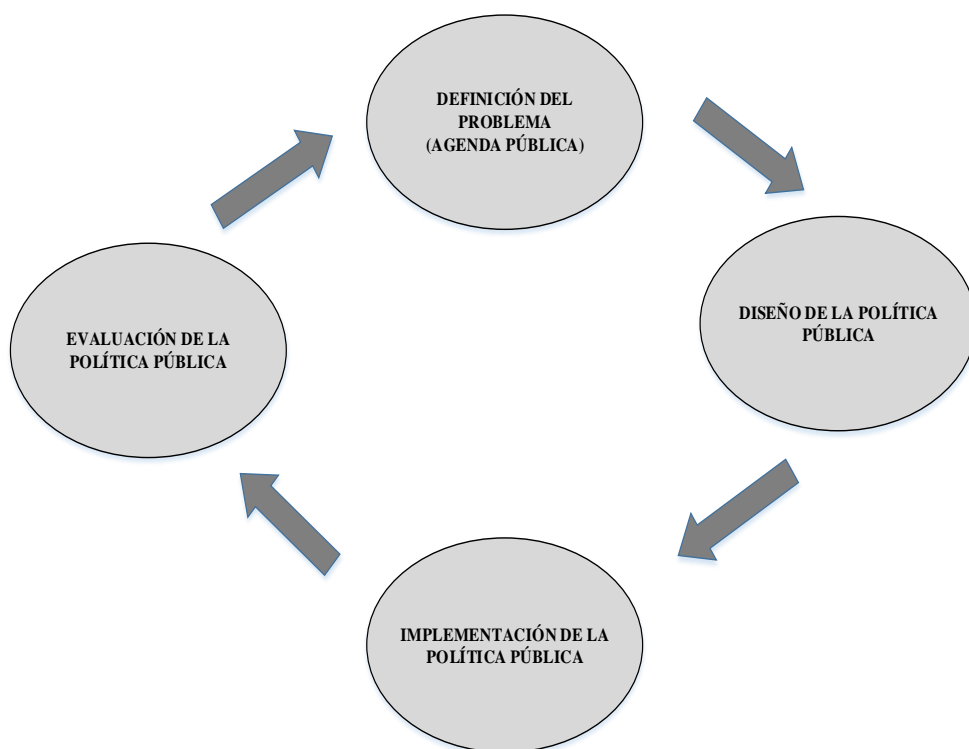 DEFINICIÓN DEL
PROBLEMA
(AGENDA PÚBLICA)
DISEÑO DE LA POLÍTICA
PÚBLICA
IMPLEMENTACIÓN DE LA
POLÍTICA PÚBLICA
EVALUACIÓN DE LA
POLÍTICA PÚBLICA